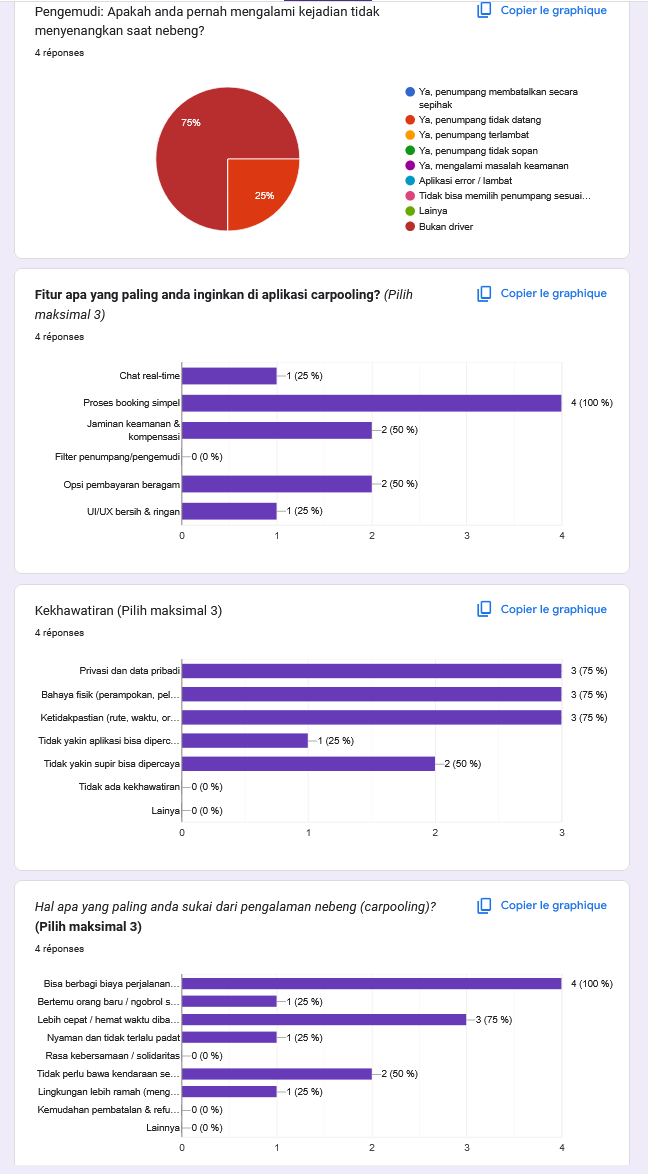 Pengemudi: Apakah anda pernah mengalami kejadian tidak
menyenangkan saat nebeng?
Copier le graphique
4 réponses
75%
25%
Ya, penumpang membatalkan secara
sepihak
Ya, penumpang tidak datang
Ya, penumpang terlambat
Ya, penumpang tidak sopan
Ya, mengalami masalah keamanan
Aplikasi error / lambat
Tidak bisa memilih penumpang sesuai...
Lainya
Bukan driver
Fitur apa yang paling anda inginkan di aplikasi carpooling? (Pilih
maksimal 3)
Copier le graphique
4 réponses
Chat real-time 1 (25 %)
Proses booking simpel 4 (100 %)
Jaminan keamanan &
kompensasi 2 (50 %)
Filter penumpang/pengemudi 0 (0 %)
Opsi pembayaran beragam 2 (50 %)
UI/UX bersih & ringan 1 (25 %)
0 1 2 3 4
Kekhawatiran (Pilih maksimal 3)
Copier le graphique
4 réponses
Privasi dan data pribadi 3 (75 %)
Bahaya fisik (perampokan, pel... 3 (75 %)
Ketidakpastian (rute, waktu, or... 3 (75 %)
Tidak yakin aplikasi bisa diperc... 1 (25 %)
Tidak yakin supir bisa dipercaya 2 (50 %)
Tidak ada kekhawatiran 0 (0 %)
Lainya 0 (0 %)
0 1 2 3
Hal apa yang paling anda sukai dari pengalaman nebeng (carpooling)?
(Pilih maksimal 3)
Copier le graphique
4 réponses
Bisa berbagi biaya perjalanan... 4 (100 %)
Bertemu orang baru / ngobrol s... 1 (25 %)
Lebih cepat / hemat waktu diba... 3 (75 %)
Nyaman dan tidak terlalu padat 1 (25 %)
Rasa kebersamaan / solidaritas 0 (0 %)
Tidak perlu bawa kendaraan se... 2 (50 %)
Lingkungan lebih ramah (meng... 1 (25 %)
Kemudahan pembatalan & refu... 0 (0 %)
Lainnya 0 (0 %)
0 1 2 3 4